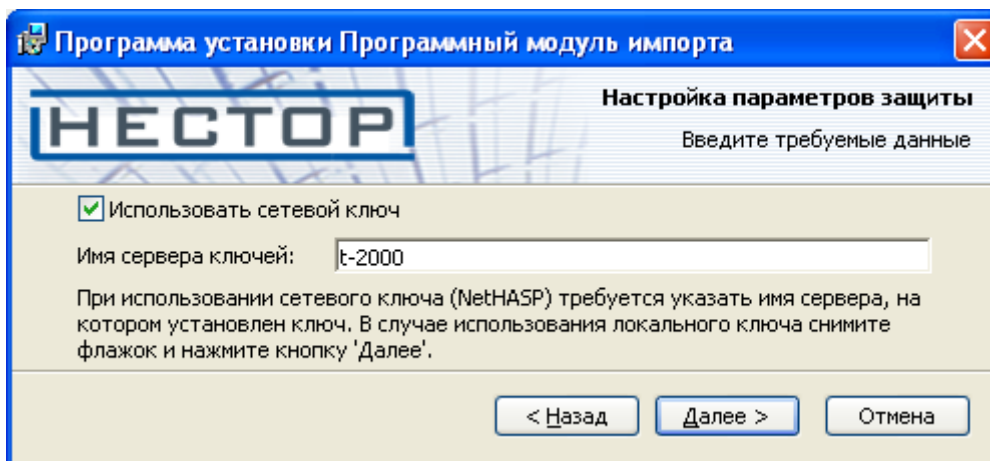 Программа установки Программный модуль импорта
НЕСТОР
Настройка параметров защиты
Введите требуемые данные
Использовать сетевой ключ
Имя сервера ключей: t-2000
При использовании сетевого ключа (NetHASP) требуется указать имя сервера, на
котором установлен ключ. В случае использования локального ключа снимите
флажок и нажмите кнопку 'Далее'.
< Назад Далее > Отмена